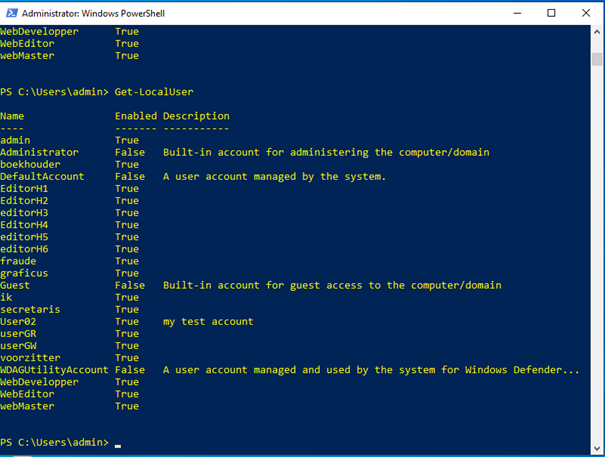 Administrator: Windows PowerShell
WebDevelopper True
WebEditor True
webMaster True
PS C:\Users\admin> Get-LocalUser
Name Enabled Description
---- ------- -----------
admin True
Administrator False Built-in account for administering the computer/domain
boekhouder True
DefaultAccount False A user account managed by the system.
EditorH1 True
EditorH2 True
editorH3 True
EditorH4 True
editorH5 True
editorH6 True
fraude True
graficus True
Guest False Built-in account for guest access to the computer/domain
ik True
secretaris True
User02 True my test account
userGR True
userGW True
voorzitter True
WDAGUtilityAccount False A user account managed and used by the system for Windows Defender...
WebDevelopper True
WebEditor True
webMaster True
PS C:\Users\admin>